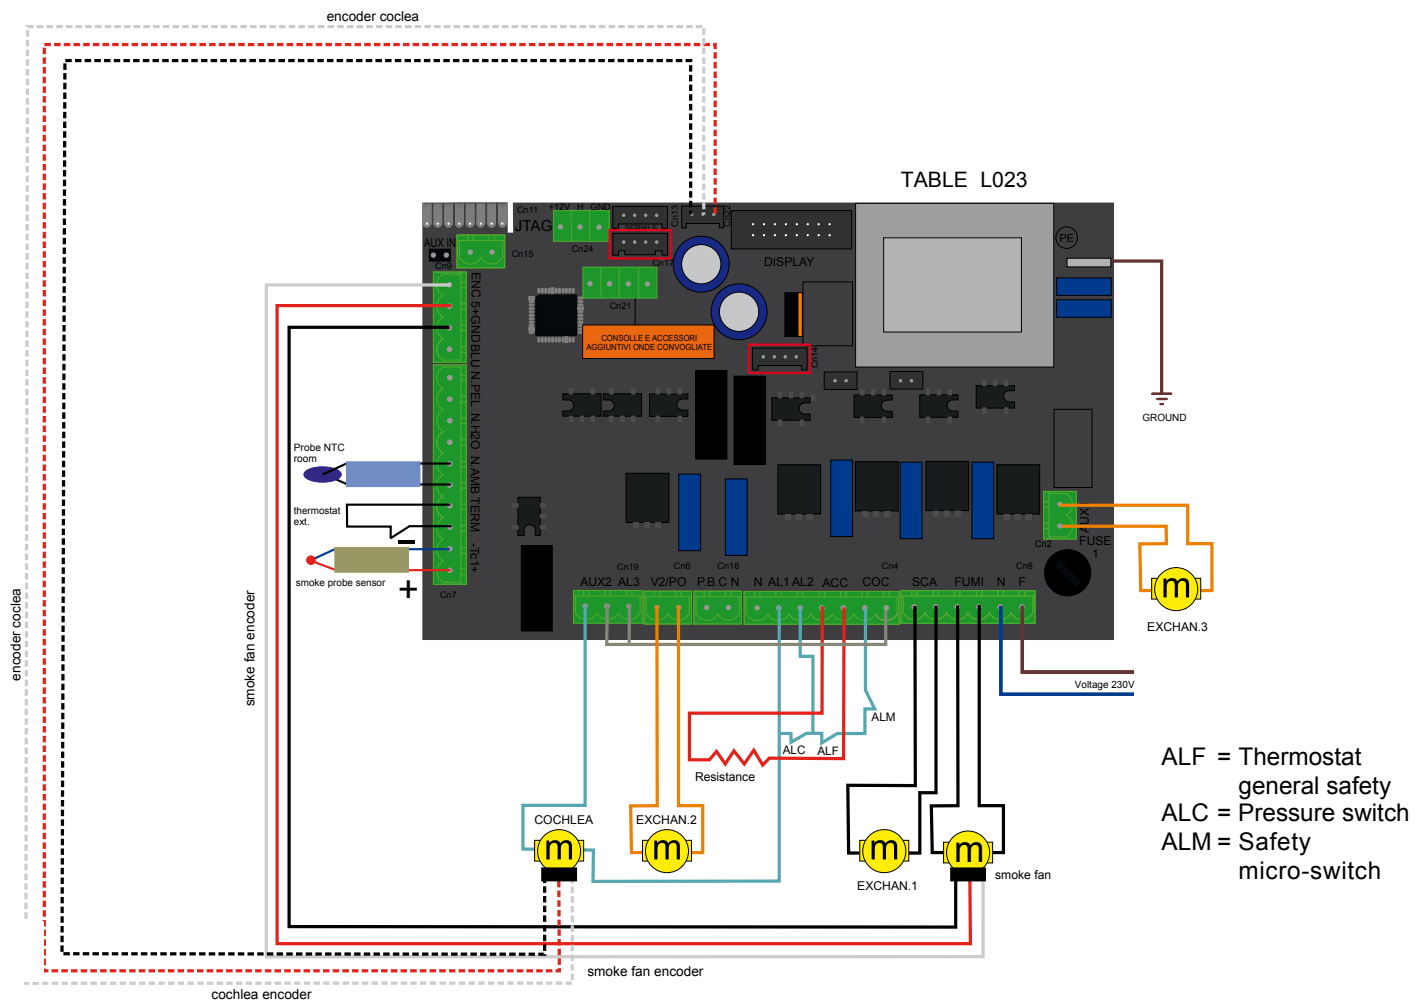 encoder coclea
TABLE L023
Cn11
+12V H GND
JTAG
Cn24
Cn13
Cn22
PE
AUX IN
Cn9
Cn15
Cn17
DISPLAY
Cn21
CONSOLLE E ACCESSORI
AGGIUNTIVI ONDE CONVOGLIATE
Cn14
ENC 5+GNDBLU N.PEL N.H2O N.AMB TERM -Tc1+
GROUND
Probe NTC
room
thermostat
ext.
smoke probe sensor
−
+
Cn7
AUX
Cn2
FUSE
1
Cn19
Cn6
Cn16
Cn4
Cn8
AUX2 AL3 V2/PO P.B.C N N AL1 AL2 ACC COC SCA FUMI N F
m
EXCHAN.3
Voltage 230V
encoder coclea
smoke fan encoder
ALM
ALC
ALF
Resistance
ALF = Thermostat
general safety
ALC = Pressure switch
ALM = Safety
micro-switch
COCHLEA
m
EXCHAN.2
m
m
EXCHAN.1
m
smoke fan
smoke fan encoder
cochlea encoder